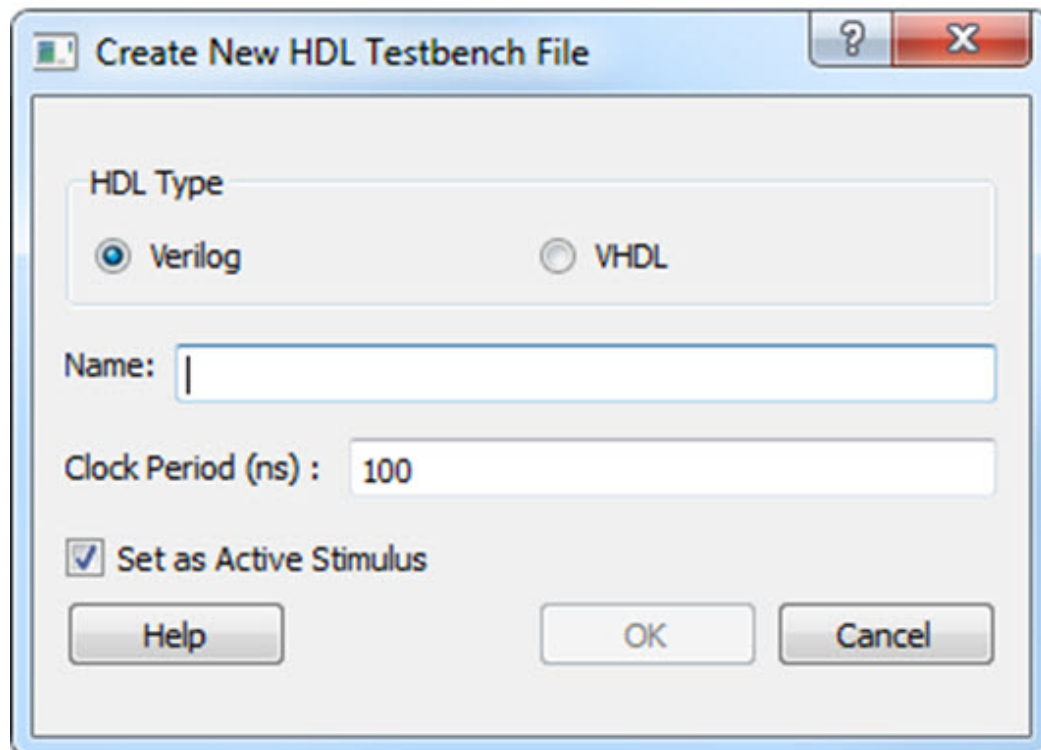 Create New HDL Testbench File
HDL Type
Verilog VHDL
Name:
Clock Period (ns) : 100
Set as Active Stimulus
Help OK Cancel